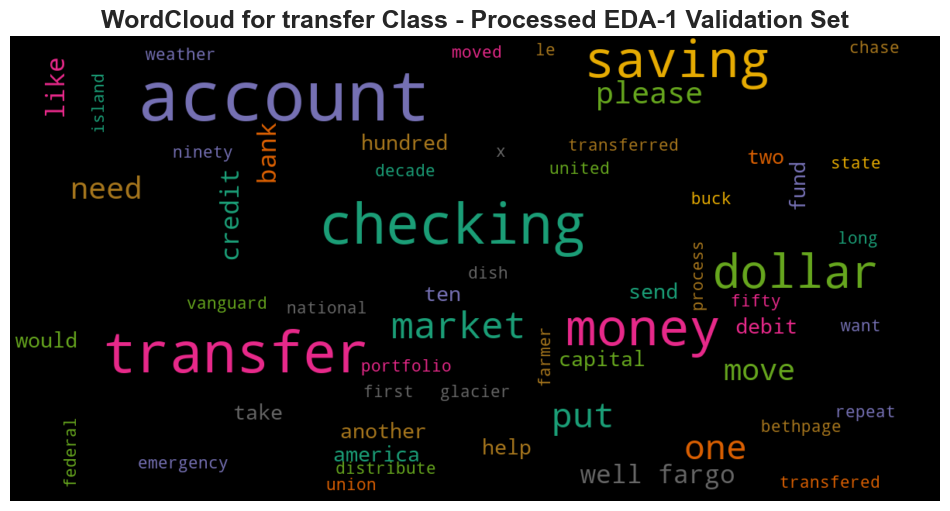 WordCloud for transfer Class - Processed EDA-1 Validation Set
weather
moved
le
chase
like
island
account
saving
please
ninety
bank
hundred
x
transferred
two
state
decade
united
fund
need
credit
buck
checking
long
dish
process
dollar
vanguard
national
ten
send
fifty
would
transfer
market
money
debit
want
portfolio
farmer
capital
move
first
glacier
take
put
repeat
another
bethpage
federal
emergency
america
help
one
distribute
union
well fargo
transfered